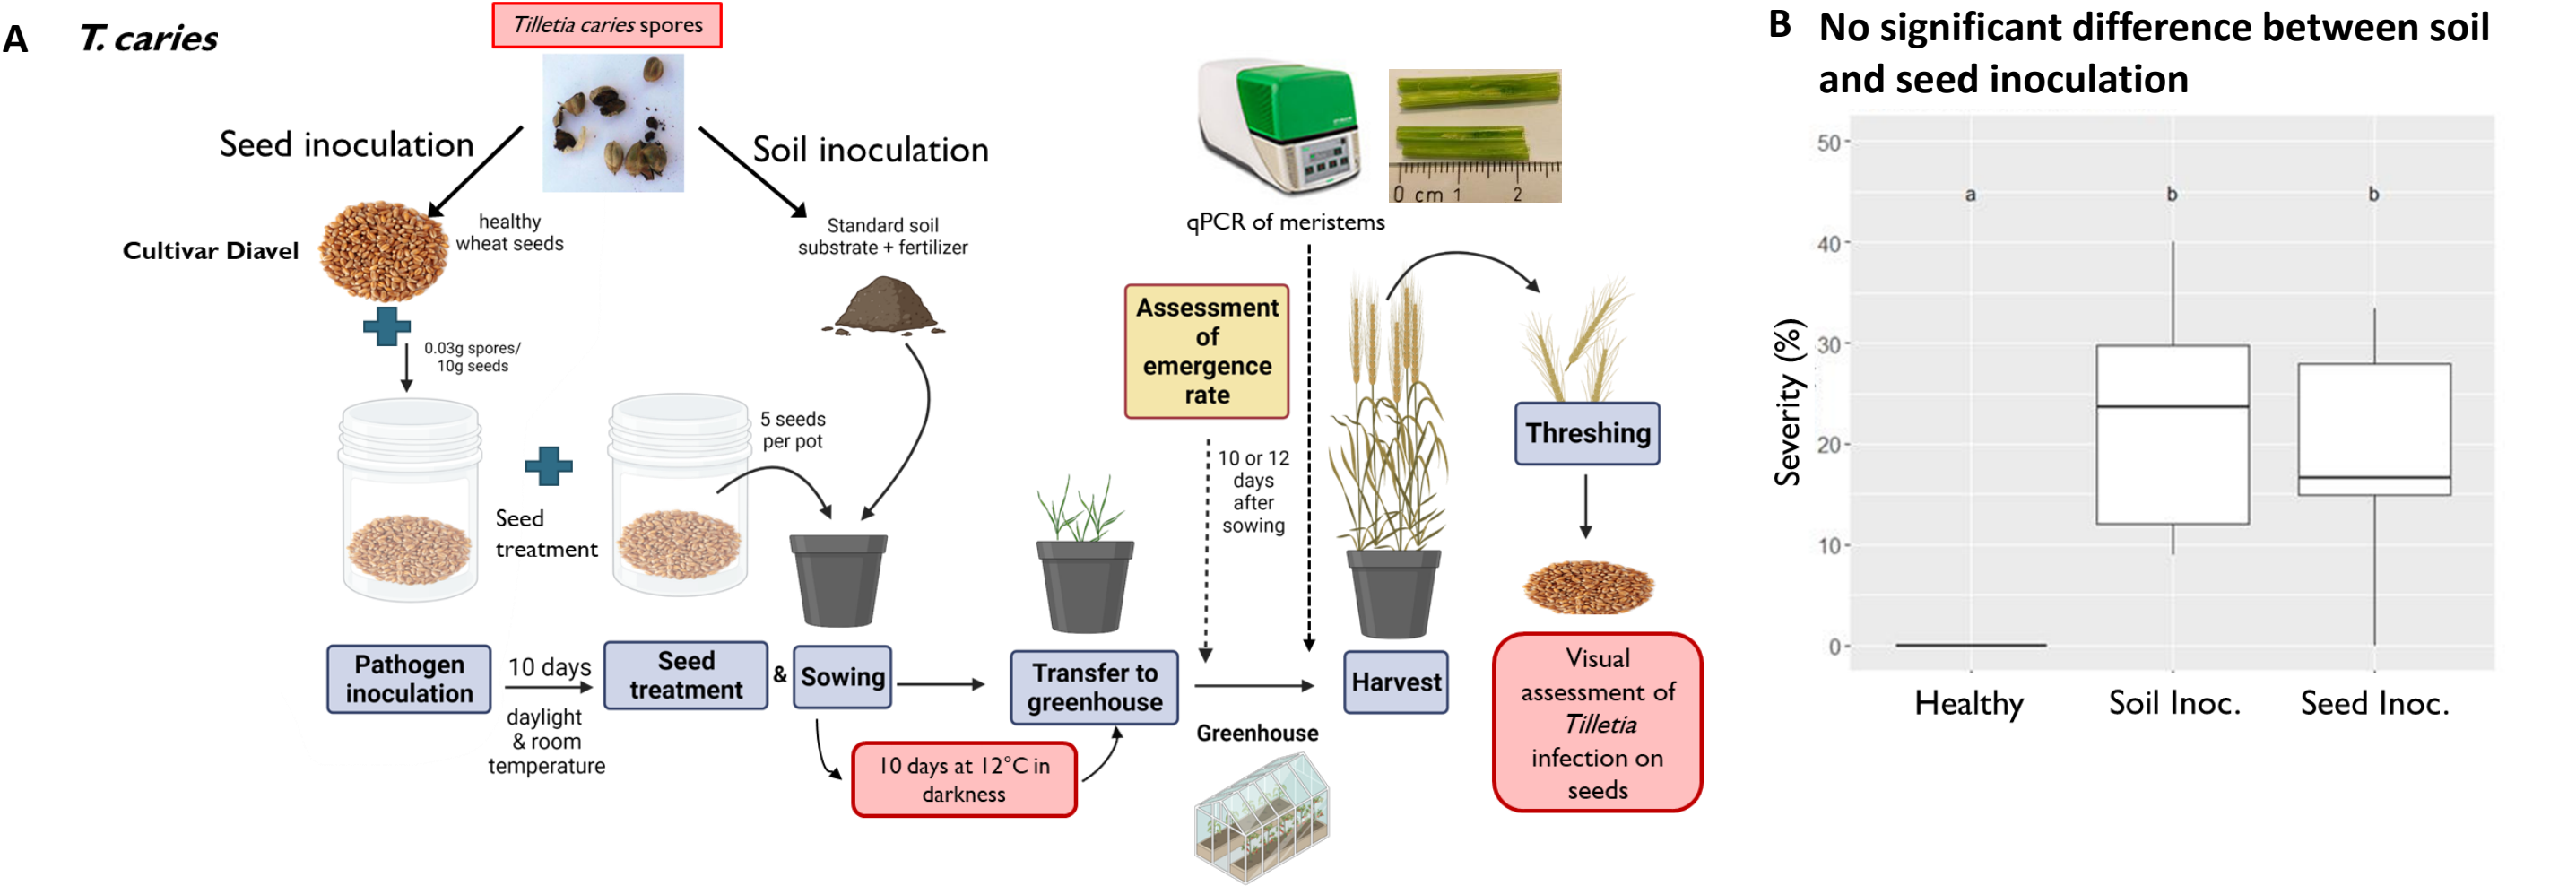 A
T. caries
Tilletia caries spores
Seed inoculation
Soil inoculation
Cultivar Diavel
healthy
wheat seeds
Standard soil
substrate + fertilizer
0.03g spores/
10g seeds
5 seeds
per pot
Seed
treatment
Pathogen
inoculation
10 days
daylight
& room
temperature
Seed
treatment
&
Sowing
10 days at 12°C in
darkness
Transfer to
greenhouse
Assessment
of
emergence
rate
10 or 12
days
after
sowing
qPCR of meristems
0 cm 1 2
Greenhouse
Harvest
Threshing
Visual
assessment of
Tilletia
infection on
seeds
B
No significant difference between soil
and seed inoculation
Severity (%)
50
40
30
20
10
0
a b b
Healthy Soil Inoc. Seed Inoc.